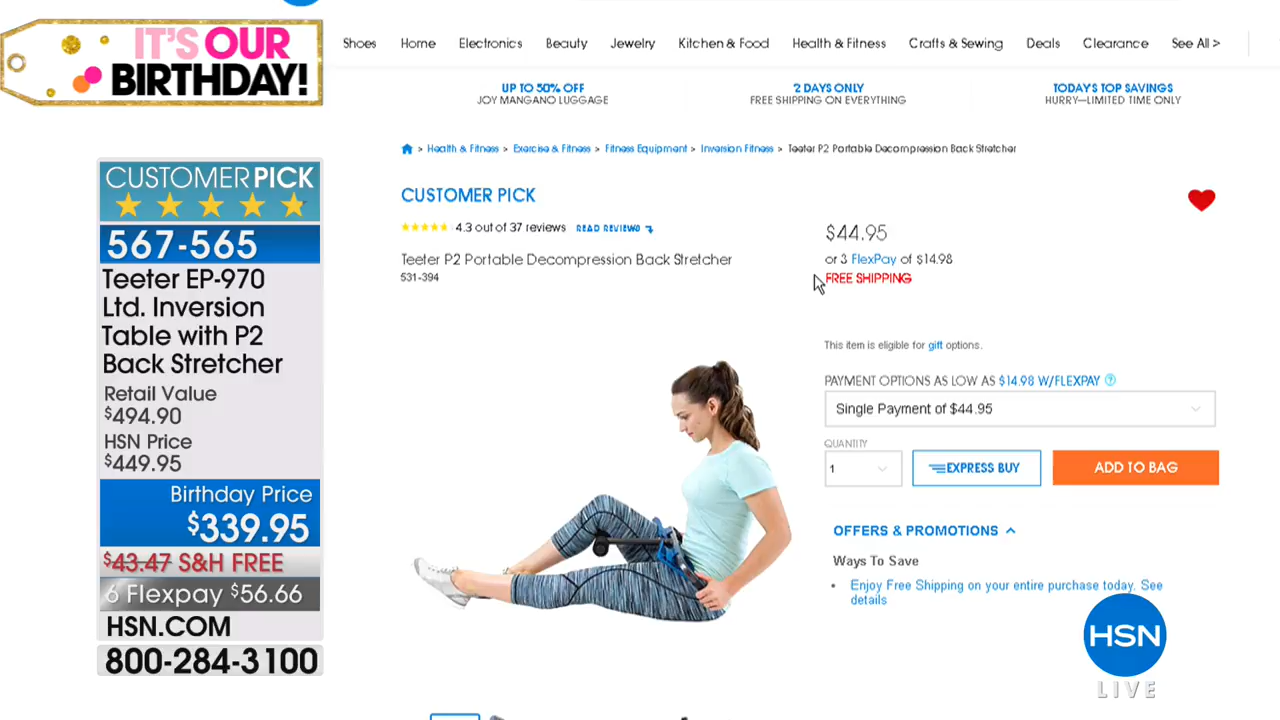 IT'S OUR
BIRTHDAY!
Shoes Home Electronics Beauty Jewelry Kitchen & Food Health & Fitness Crafts & Sewing Deals Clearance See All >
UP TO 50% OFF
JOY MANGANO LUGGAGE
2 DAYS ONLY
FREE SHIPPING ON EVERYTHING
TODAY'S TOP SAVINGS
HURRY—LIMITED TIME ONLY
> Health & Fitness > Exercise & Fitness > Fitness Equipment > Inversion Fitness > Teeter P2 Portable Decompression Back Stretcher
CUSTOMER PICK
567-565
Teeter EP-970
Ltd. Inversion
Table with P2
Back Stretcher
Retail Value
$494.90
HSN Price
$449.95
Birthday Price
$339.95
$43.47 S&H FREE
6 Flexpay $56.66
HSN.COM
800-284-3100
CUSTOMER PICK
4.3 out of 37 reviews READ REVIEWS
Teeter P2 Portable Decompression Back Stretcher
531-394
$44.95
or 3 FlexPay of $14.98
FREE SHIPPING
This item is eligible for gift options.
PAYMENT OPTIONS AS LOW AS $14.98 W/FLEXPAY ?
Single Payment of $44.95
QUANTITY
1
EXPRESS BUY
ADD TO BAG
OFFERS & PROMOTIONS
Ways To Save
• Enjoy Free Shipping on your entire purchase today. See
details
HSN
LIVE